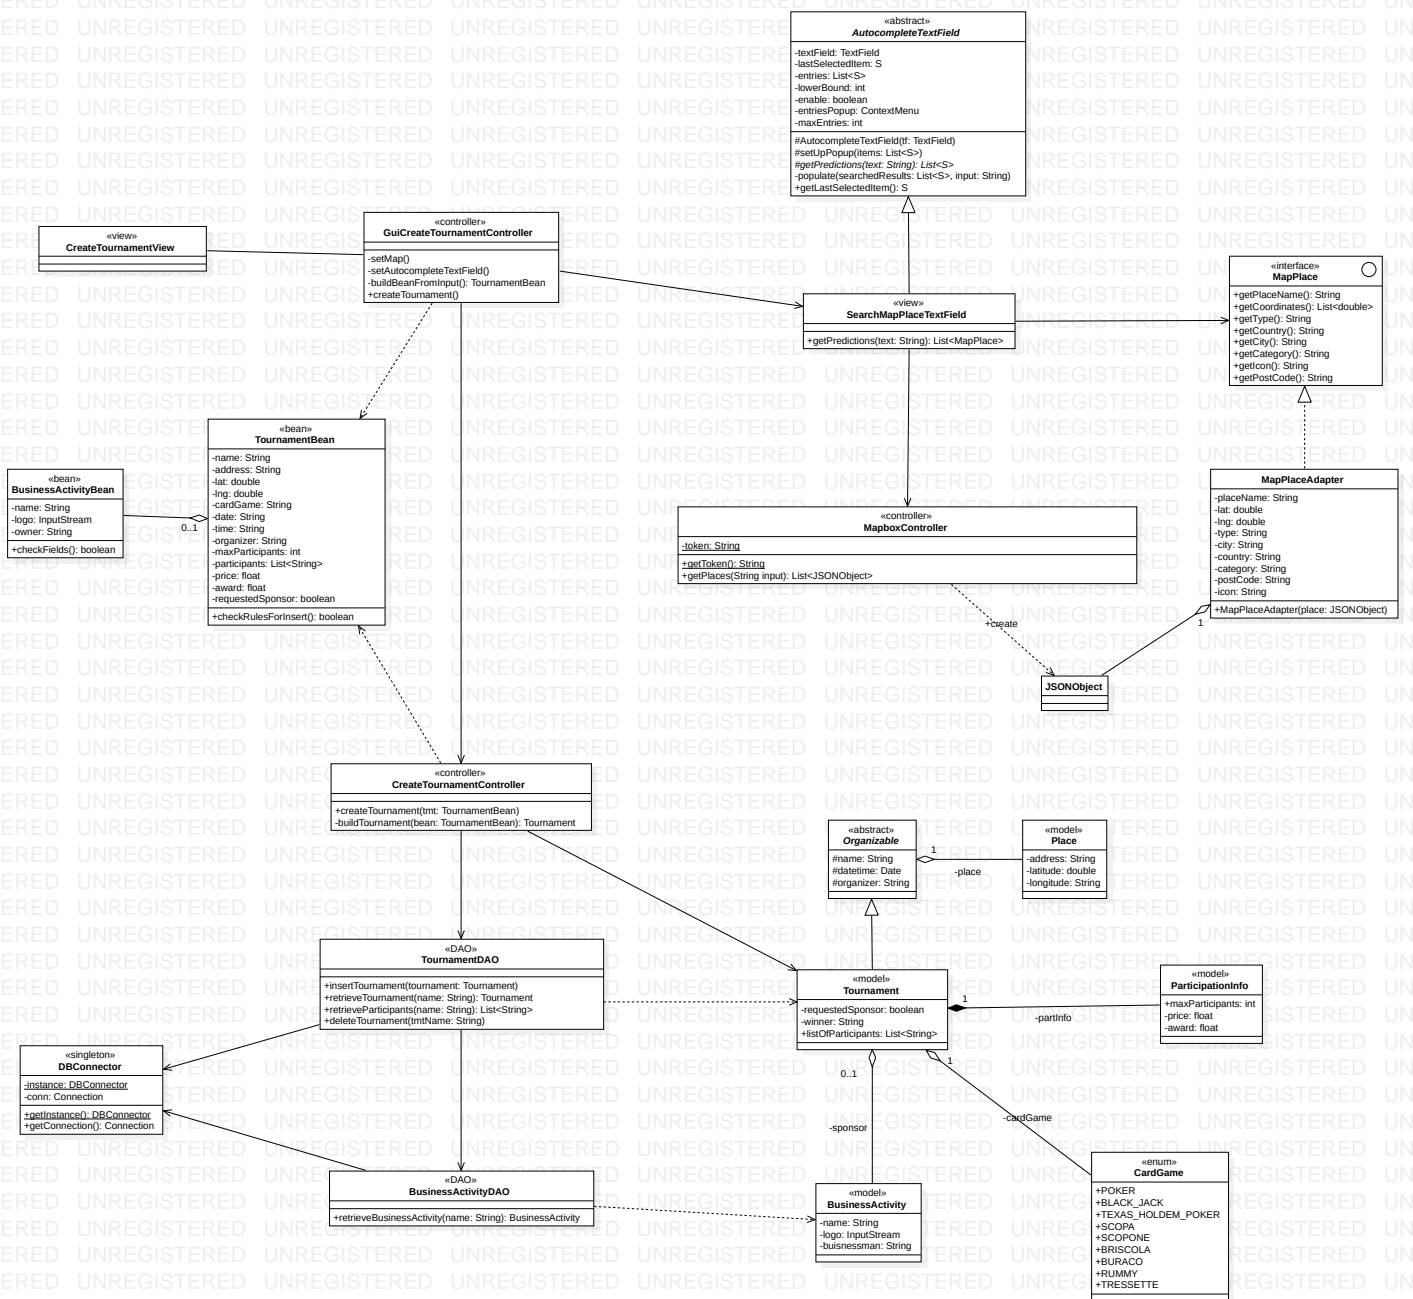 «abstract»
AutocompleteTextField
-textField: TextField
-lastSelectedItem: S
-entries: List<S>
-lowerBound: int
-enable: boolean
-entriesPopup: ContextMenu
-maxEntries: int
#AutocompleteTextField(tf: TextField)
#setUpPopup(items: List<S>)
#getPredictions(text: String): List<S>
-populate(searchedResults: List<S>, input: String)
+getLastSelectedItem(): S
«view»
CreateTournamentView
«controller»
GuiCreateTournamentController
-setMap()
-setAutocompleteTextField()
-buildBeanFromInput(): TournamentBean
+createTournament()
«view»
SearchMapPlaceTextField
+getPredictions(text: String): List<MapPlace>
«interface»
MapPlace
+getPlaceName(): String
+getCoordinates(): List<double>
+getType(): String
+getCountry(): String
+getCity(): String
+getCategory(): String
+getIcon(): String
+getPostCode(): String
«bean»
BusinessActivityBean
-name: String
-logo: InputStream
-owner: String
+checkFields(): boolean
0..1
«bean»
TournamentBean
-name: String
-address: String
-lat: double
-lng: double
-cardGame: String
-date: String
-time: String
-organizer: String
-maxParticipants: int
-participants: List<String>
-price: float
-award: float
-requestedSponsor: boolean
+checkRulesForInsert(): boolean
«controller»
MapboxController
-token: String
+getToken(): String
+getPlaces(String input): List<JSONObject>
MapPlaceAdapter
-placeName: String
-lat: double
-lng: double
-type: String
-city: String
-country: String
-category: String
-postCode: String
-icon: String
+MapPlaceAdapter(place: JSONObject)
+create
1
JSONObject
«controller»
CreateTournamentController
+createTournament(tmt: TournamentBean)
-buildTournament(bean: TournamentBean): Tournament
«abstract»
Organizable
#name: String
#datetime: Date
#organizer: String
1
-place
«model»
Place
-address: String
-latitude: double
-longitude: String
«DAO»
TournamentDAO
+insertTournament(tournament: Tournament)
+retrieveTournament(name: String): Tournament
+retrieveParticipants(name: String): List<String>
+deleteTournament(tmtName: String)
«model»
Tournament
-requestedSponsor: boolean
-winner: String
+listOfParticipants: List<String>
1
-partInfo
«model»
ParticipationInfo
+maxParticipants: int
-price: float
-award: float
«singleton»
DBConnector
-instance: DBConnector
-conn: Connection
+getInstance(): DBConnector
+getConnection(): Connection
0..1
-sponsor
1
-cardGame
«DAO»
BusinessActivityDAO
+retrieveBusinessActivity(name: String): BusinessActivity
«model»
BusinessActivity
-name: String
-logo: InputStream
-buisnessman: String
«enum»
CardGame
+POKER
+BLACK_JACK
+TEXAS_HOLDEM_POKER
+SCOPA
+SCOPONE
+BRISCOLA
+BURACO
+RUMMY
+TRESSETTE
UNREGISTERED